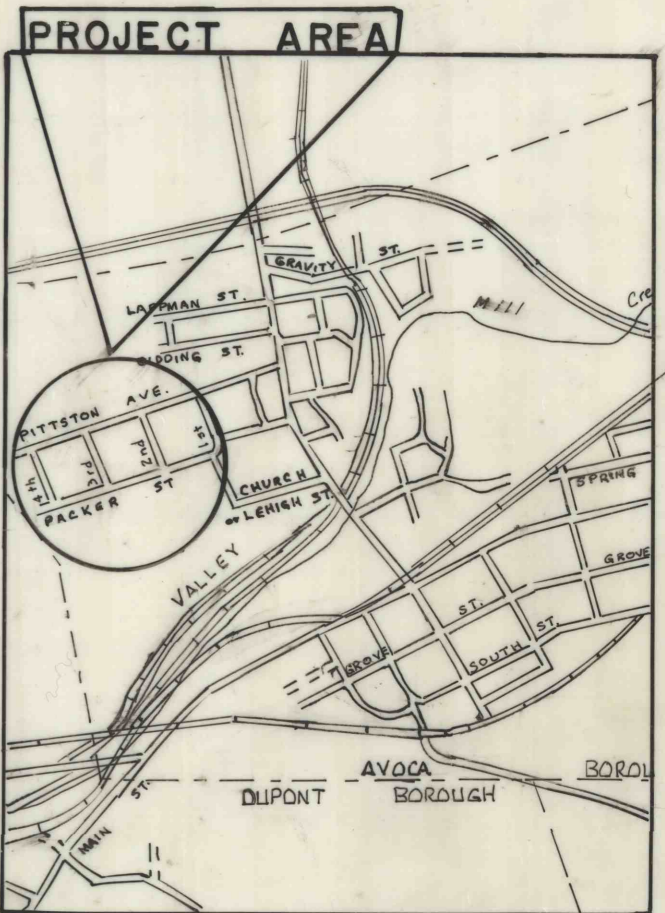 PROJECT AREA
GRAVITY ST.
LAPPMAN ST.
GIDDING ST.
PITTSTON AVE.
1st
2nd
3rd
4th
PACKER ST
CHURCH
or LEHIGH ST.
MILL
Cre
VALLEY
SPRING
GROVE
GROVE ST.
SOUTH ST.
AVOCA BOROU
DUPONT BOROUGH
MAIN ST.